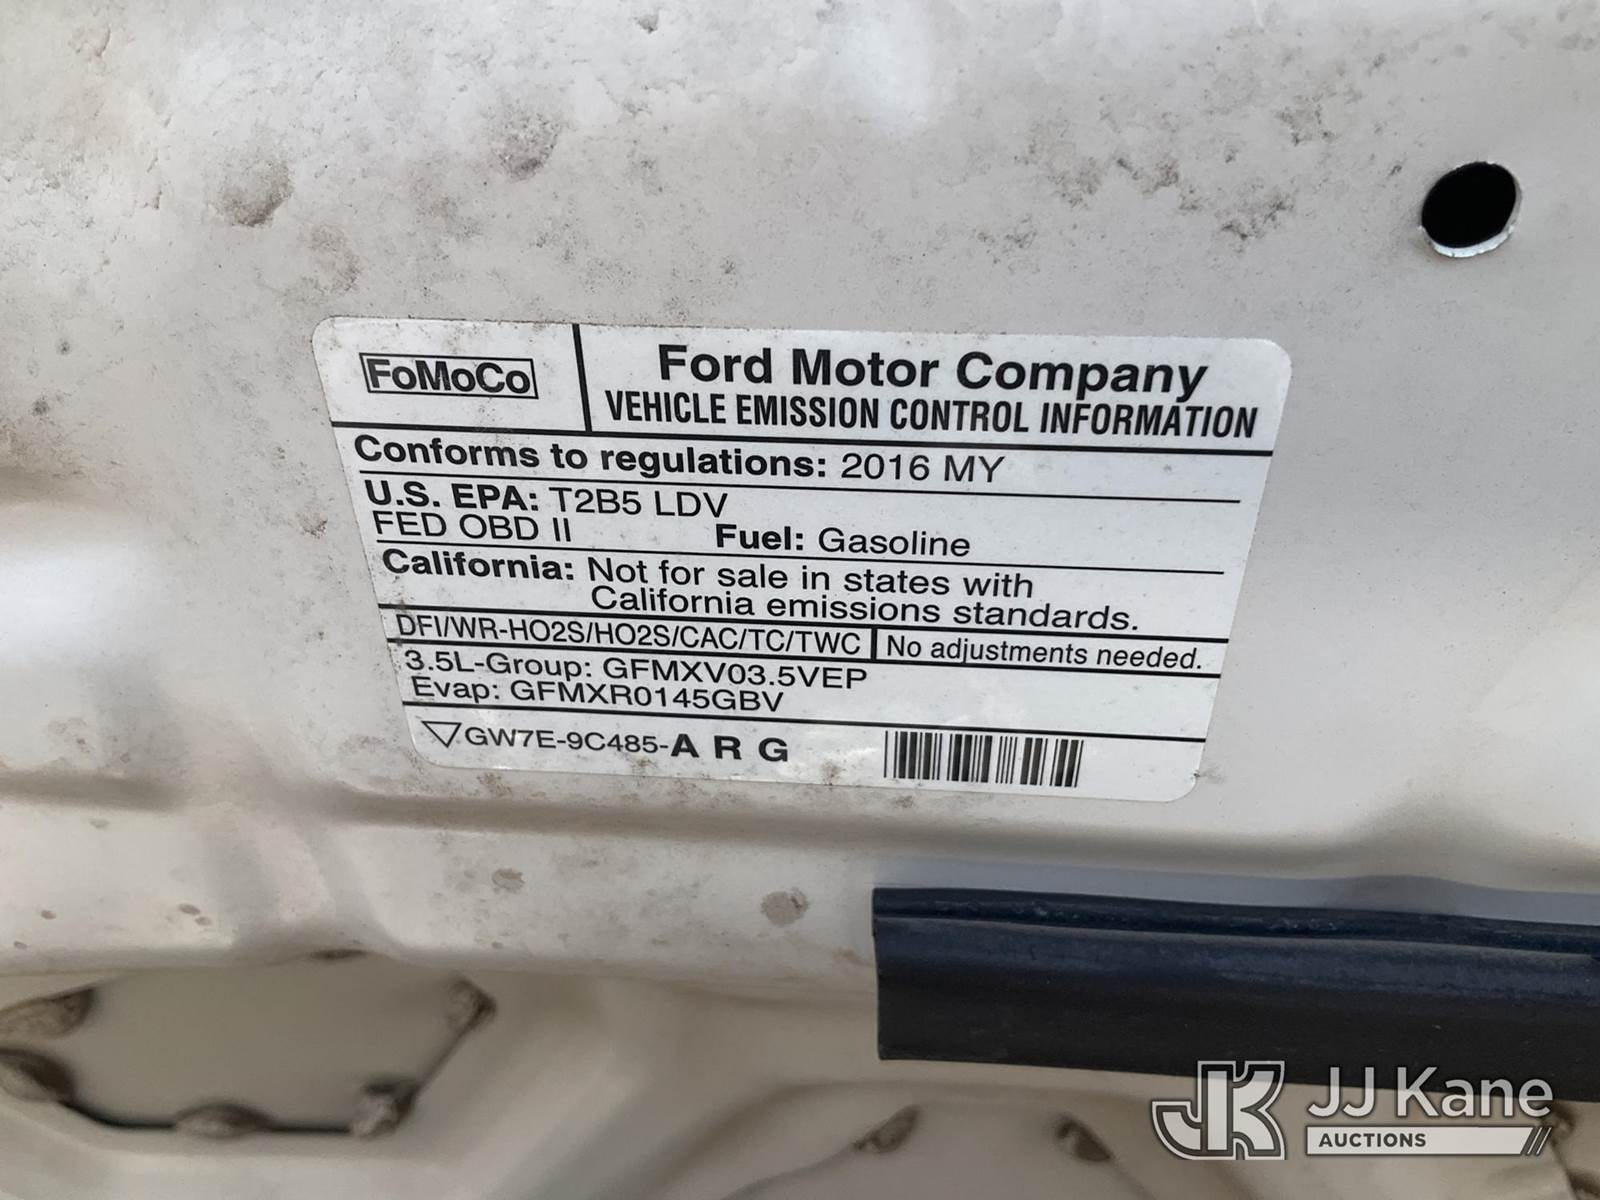 FoMoCo
Ford Motor Company
VEHICLE EMISSION CONTROL INFORMATION
Conforms to regulations: 2016 MY
U.S. EPA: T2B5 LDV
FED OBD II Fuel: Gasoline
California: Not for sale in states with
California emissions standards.
DFI/WR-HO2S/HO2S/CAC/TC/TWC No adjustments needed.
3.5L-Group: GFMXV03.5VEP
Evap: GFMXR0145GBV
GW7E-9C485-A R G
JK JJ Kane
AUCTIONS